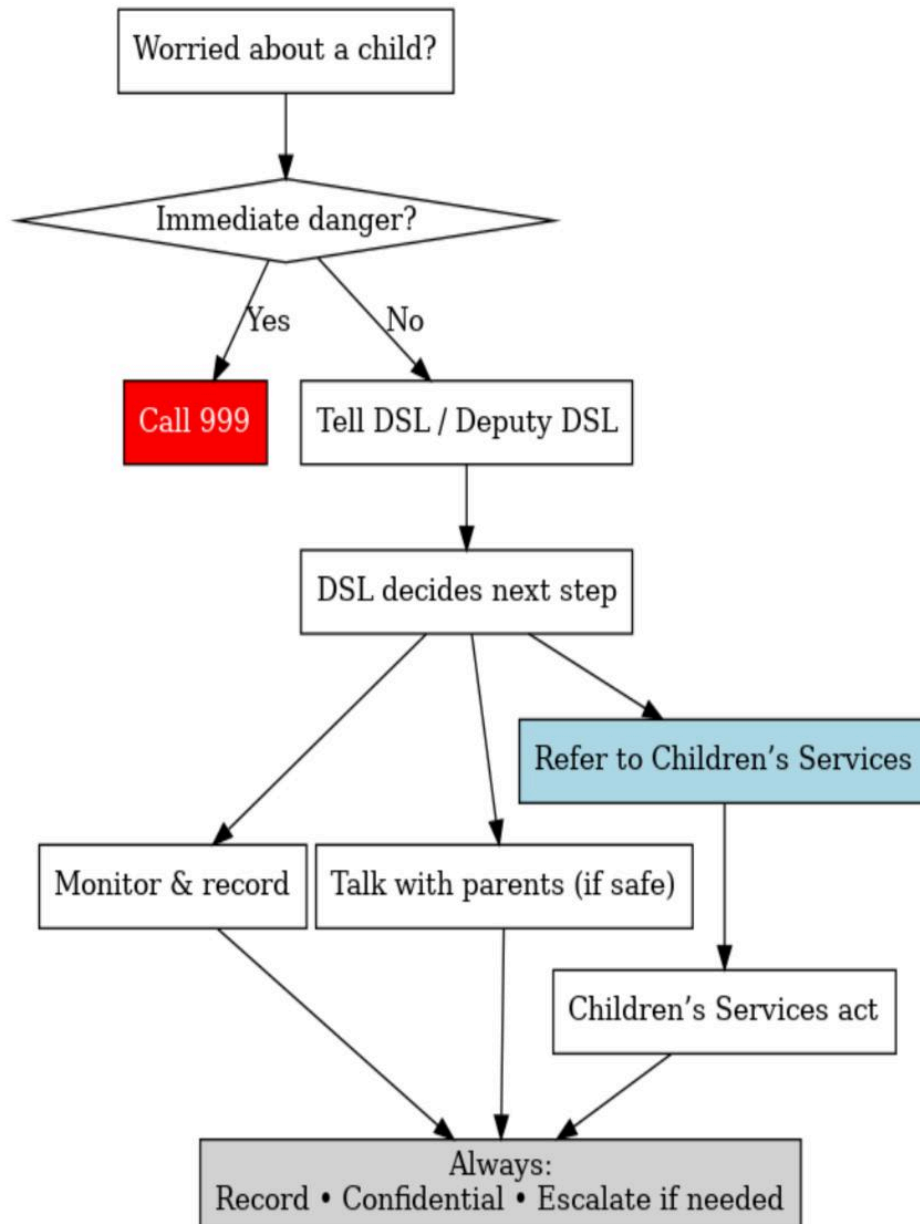 Worried about a child?
Immediate danger?
Yes
No
Call 999
Tell DSL / Deputy DSL
DSL decides next step
Refer to Children’s Services
Monitor & record
Talk with parents (if safe)
Children’s Services act
Always:
Record • Confidential • Escalate if needed